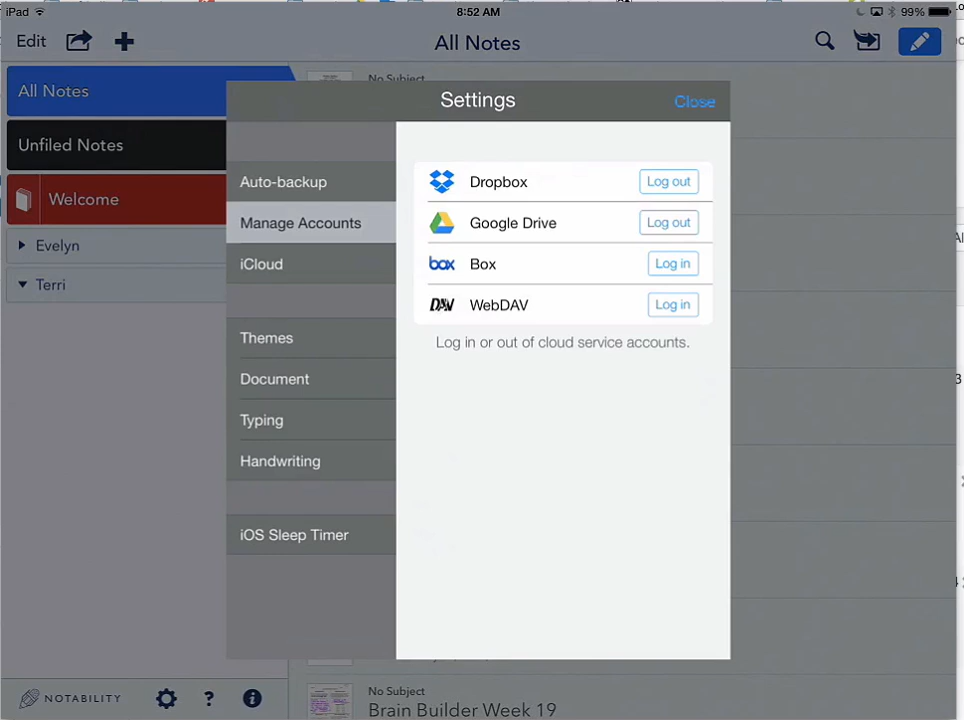 iPad 8:52 AM 99%
Edit All Notes
No Subject
All Notes
Unfiled Notes
Welcome
Evelyn
Terri
Settings Close
Auto-backup
Manage Accounts
iCloud
Themes
Document
Typing
Handwriting
iOS Sleep Timer
Dropbox Log out
Google Drive Log out
box Box Log in
DAV WebDAV Log in
Log in or out of cloud service accounts.
NOTABILITY ?
No Subject
Brain Builder Week 19